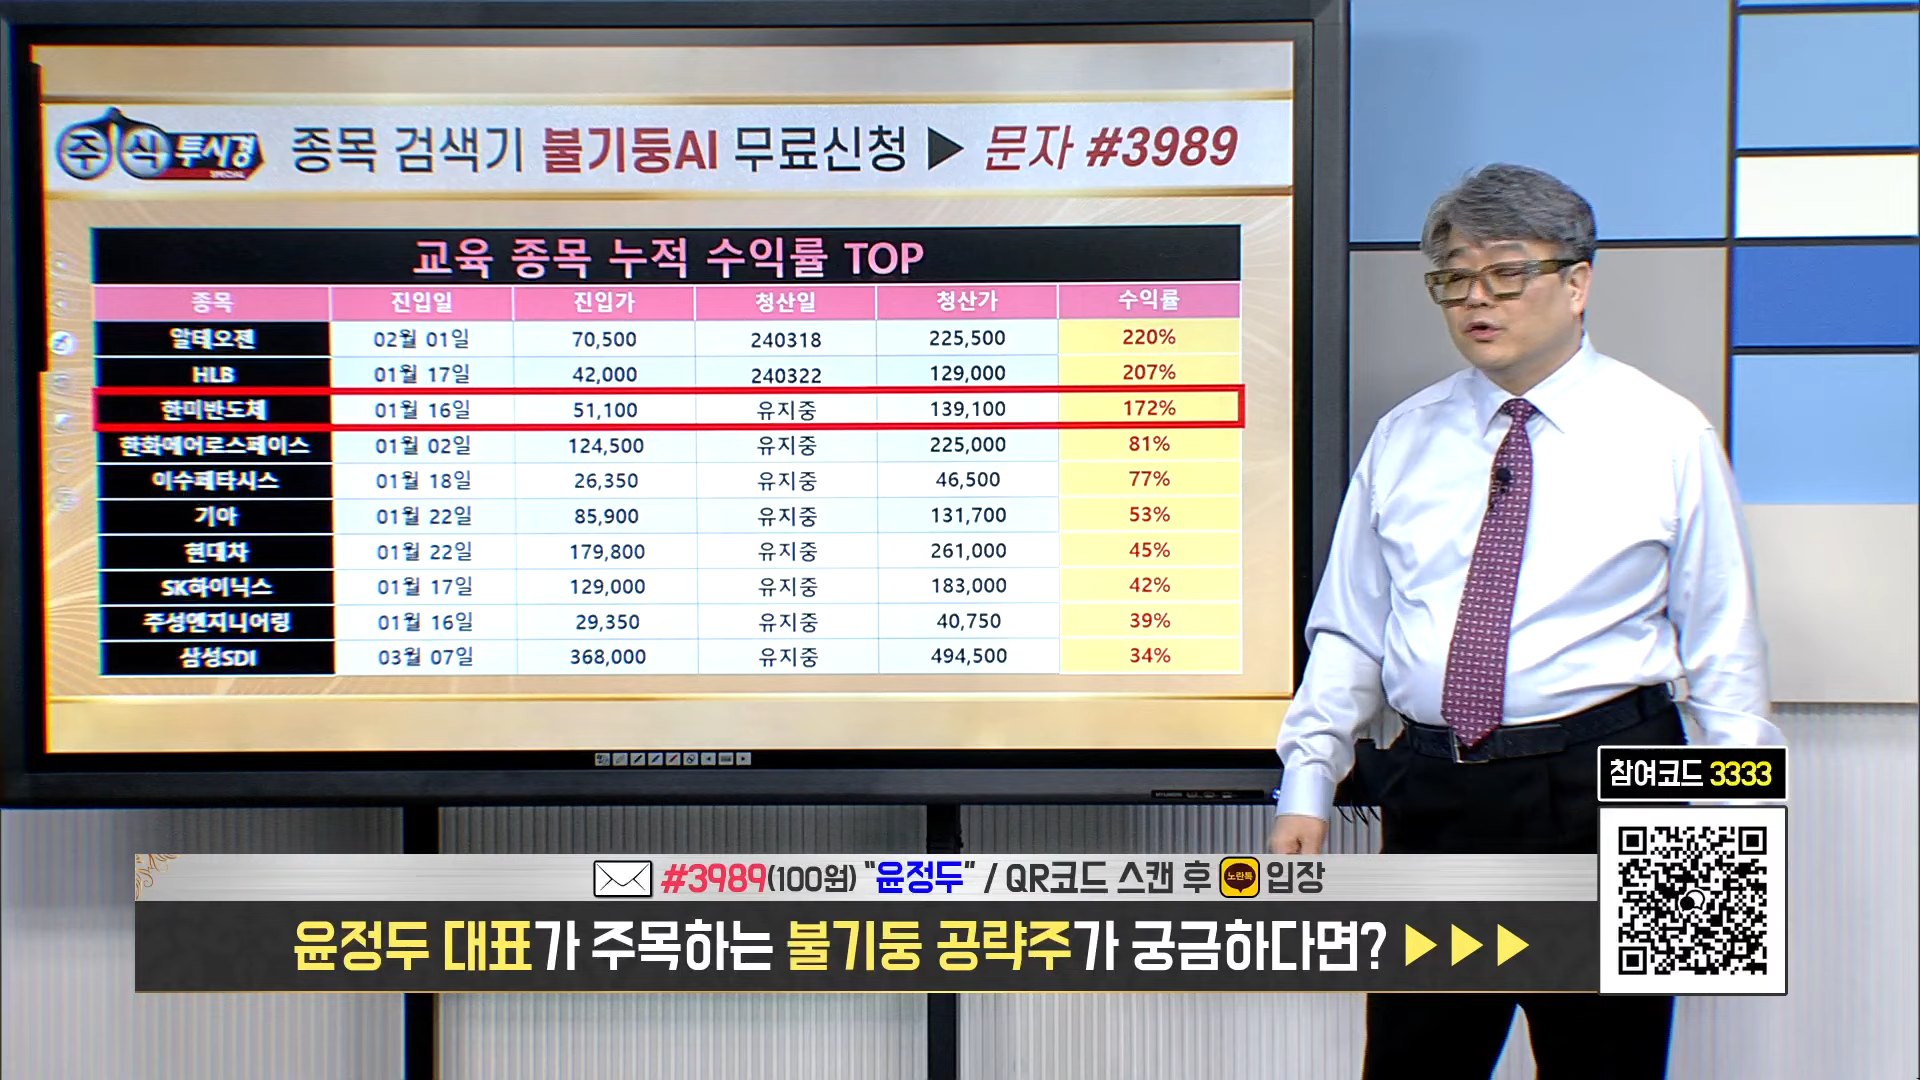 주식투시경
SPECIAL
종목 검색기 불기둥AI 무료신청 ▶ 문자 #3989
교육 종목 누적 수익률 TOP
종목 진입일 진입가 청산일 청산가 수익률
알테오젠 02월 01일 70,500 240318 225,500 220%
HLB 01월 17일 42,000 240322 129,000 207%
한미반도체 01월 16일 51,100 유지중 139,100 172%
한화에어로스페이스 01월 02일 124,500 유지중 225,000 81%
이수페타시스 01월 18일 26,350 유지중 46,500 77%
기아 01월 22일 85,900 유지중 131,700 53%
현대차 01월 22일 179,800 유지중 261,000 45%
SK하이닉스 01월 17일 129,000 유지중 183,000 42%
주성엔지니어링 01월 16일 29,350 유지중 40,750 39%
삼성SDI 03월 07일 368,000 유지중 494,500 34%
참여코드 3333
#3989(100원) "윤정두" / QR코드 스캔 후 노란톡 입장
윤정두 대표가 주목하는 불기둥 공략주가 궁금하다면? ▶▶▶